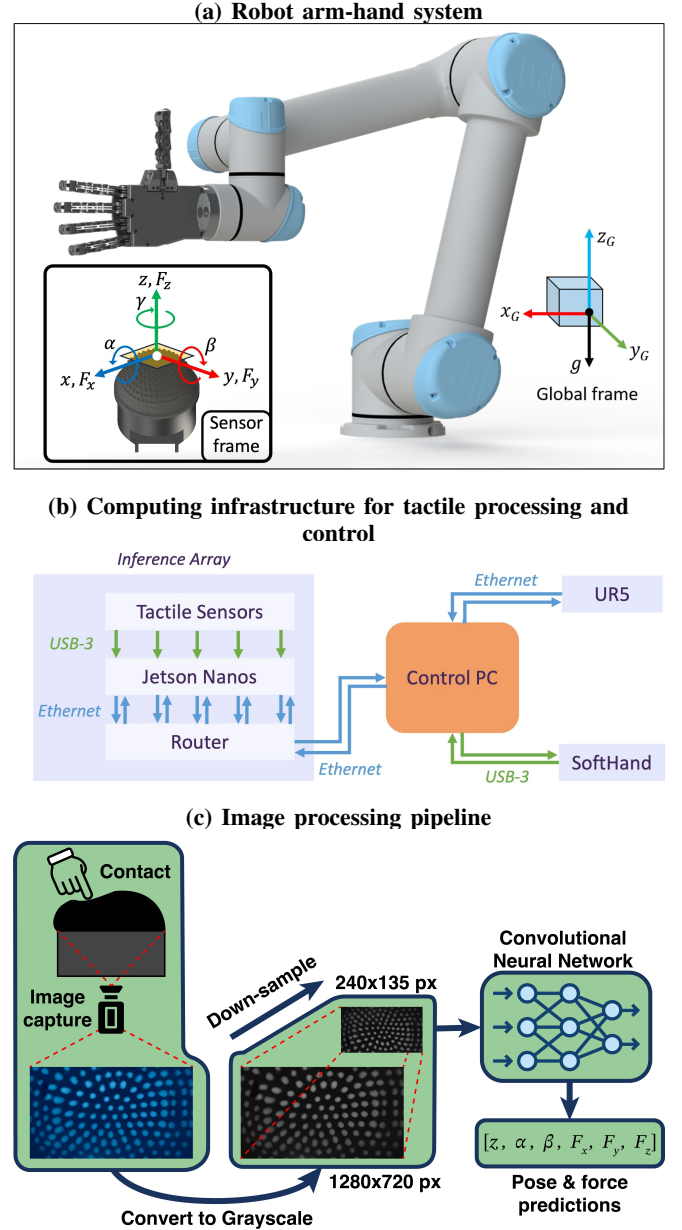 (a) Robot arm-hand system
z, F_z
γ
α
β
x, F_x
y, F_y
Sensor
frame
z_G
x_G
y_G
g
Global frame
(b) Computing infrastructure for tactile processing and
control
Inference Array
Tactile Sensors
USB-3
Jetson Nanos
Ethernet
Router
Ethernet
Control PC
Ethernet
UR5
USB-3
SoftHand
(c) Image processing pipeline
Contact
Image
capture
Convert to Grayscale
Down-sample
240x135 px
1280x720 px
Convolutional
Neural Network
[z, α, β, F_x, F_y, F_z]
Pose & force
predictions